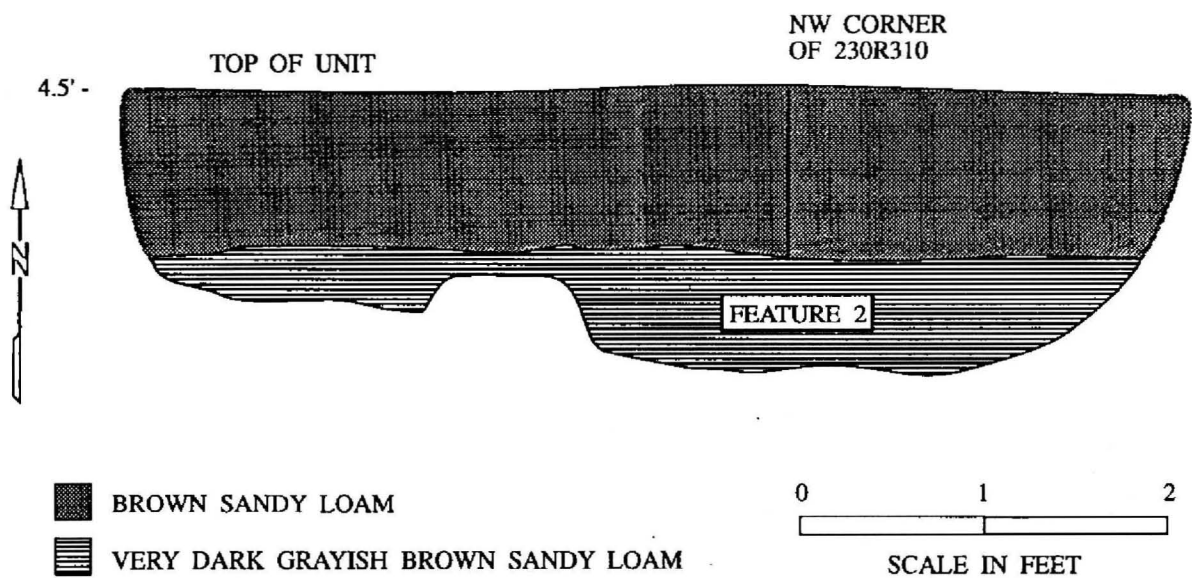 NW CORNER
OF 230R310
TOP OF UNIT
4.5' -
N
FEATURE 2
BROWN SANDY LOAM
VERY DARK GRAYISH BROWN SANDY LOAM
0 1 2
SCALE IN FEET